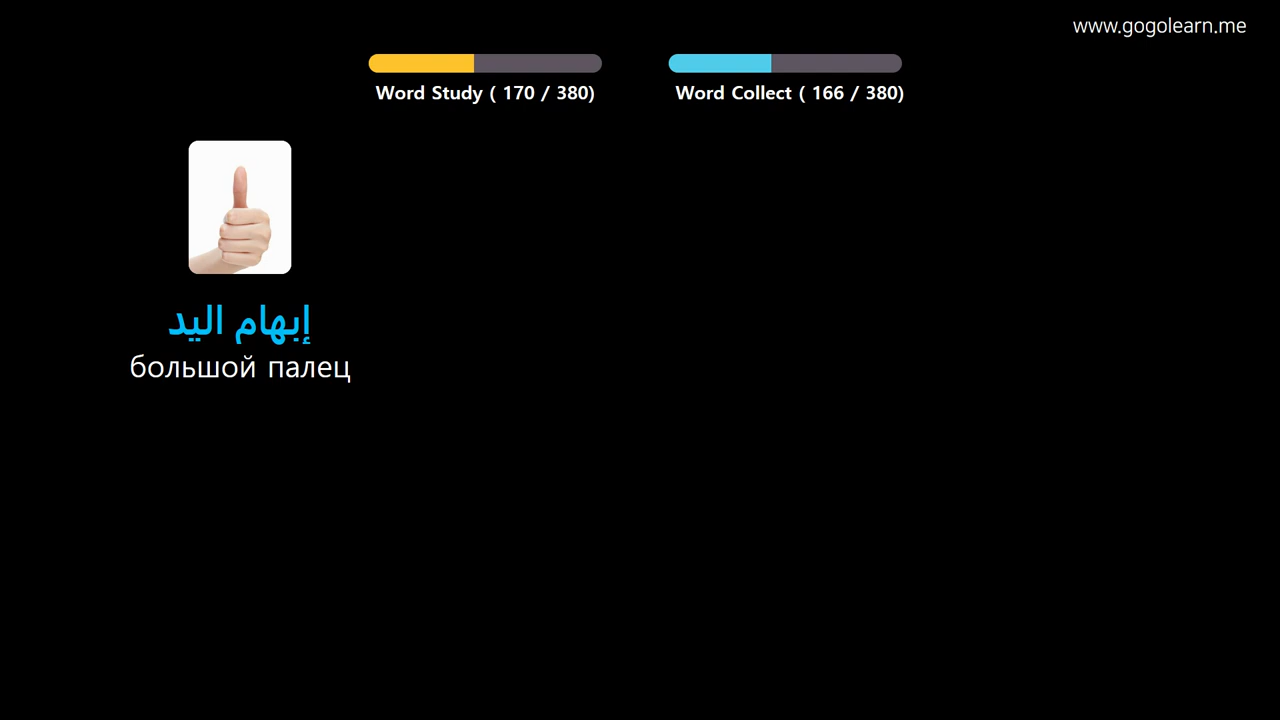 www.gogolearn.me
Word Study ( 170 / 380)
Word Collect ( 166 / 380)
إبهام اليد
большой палец